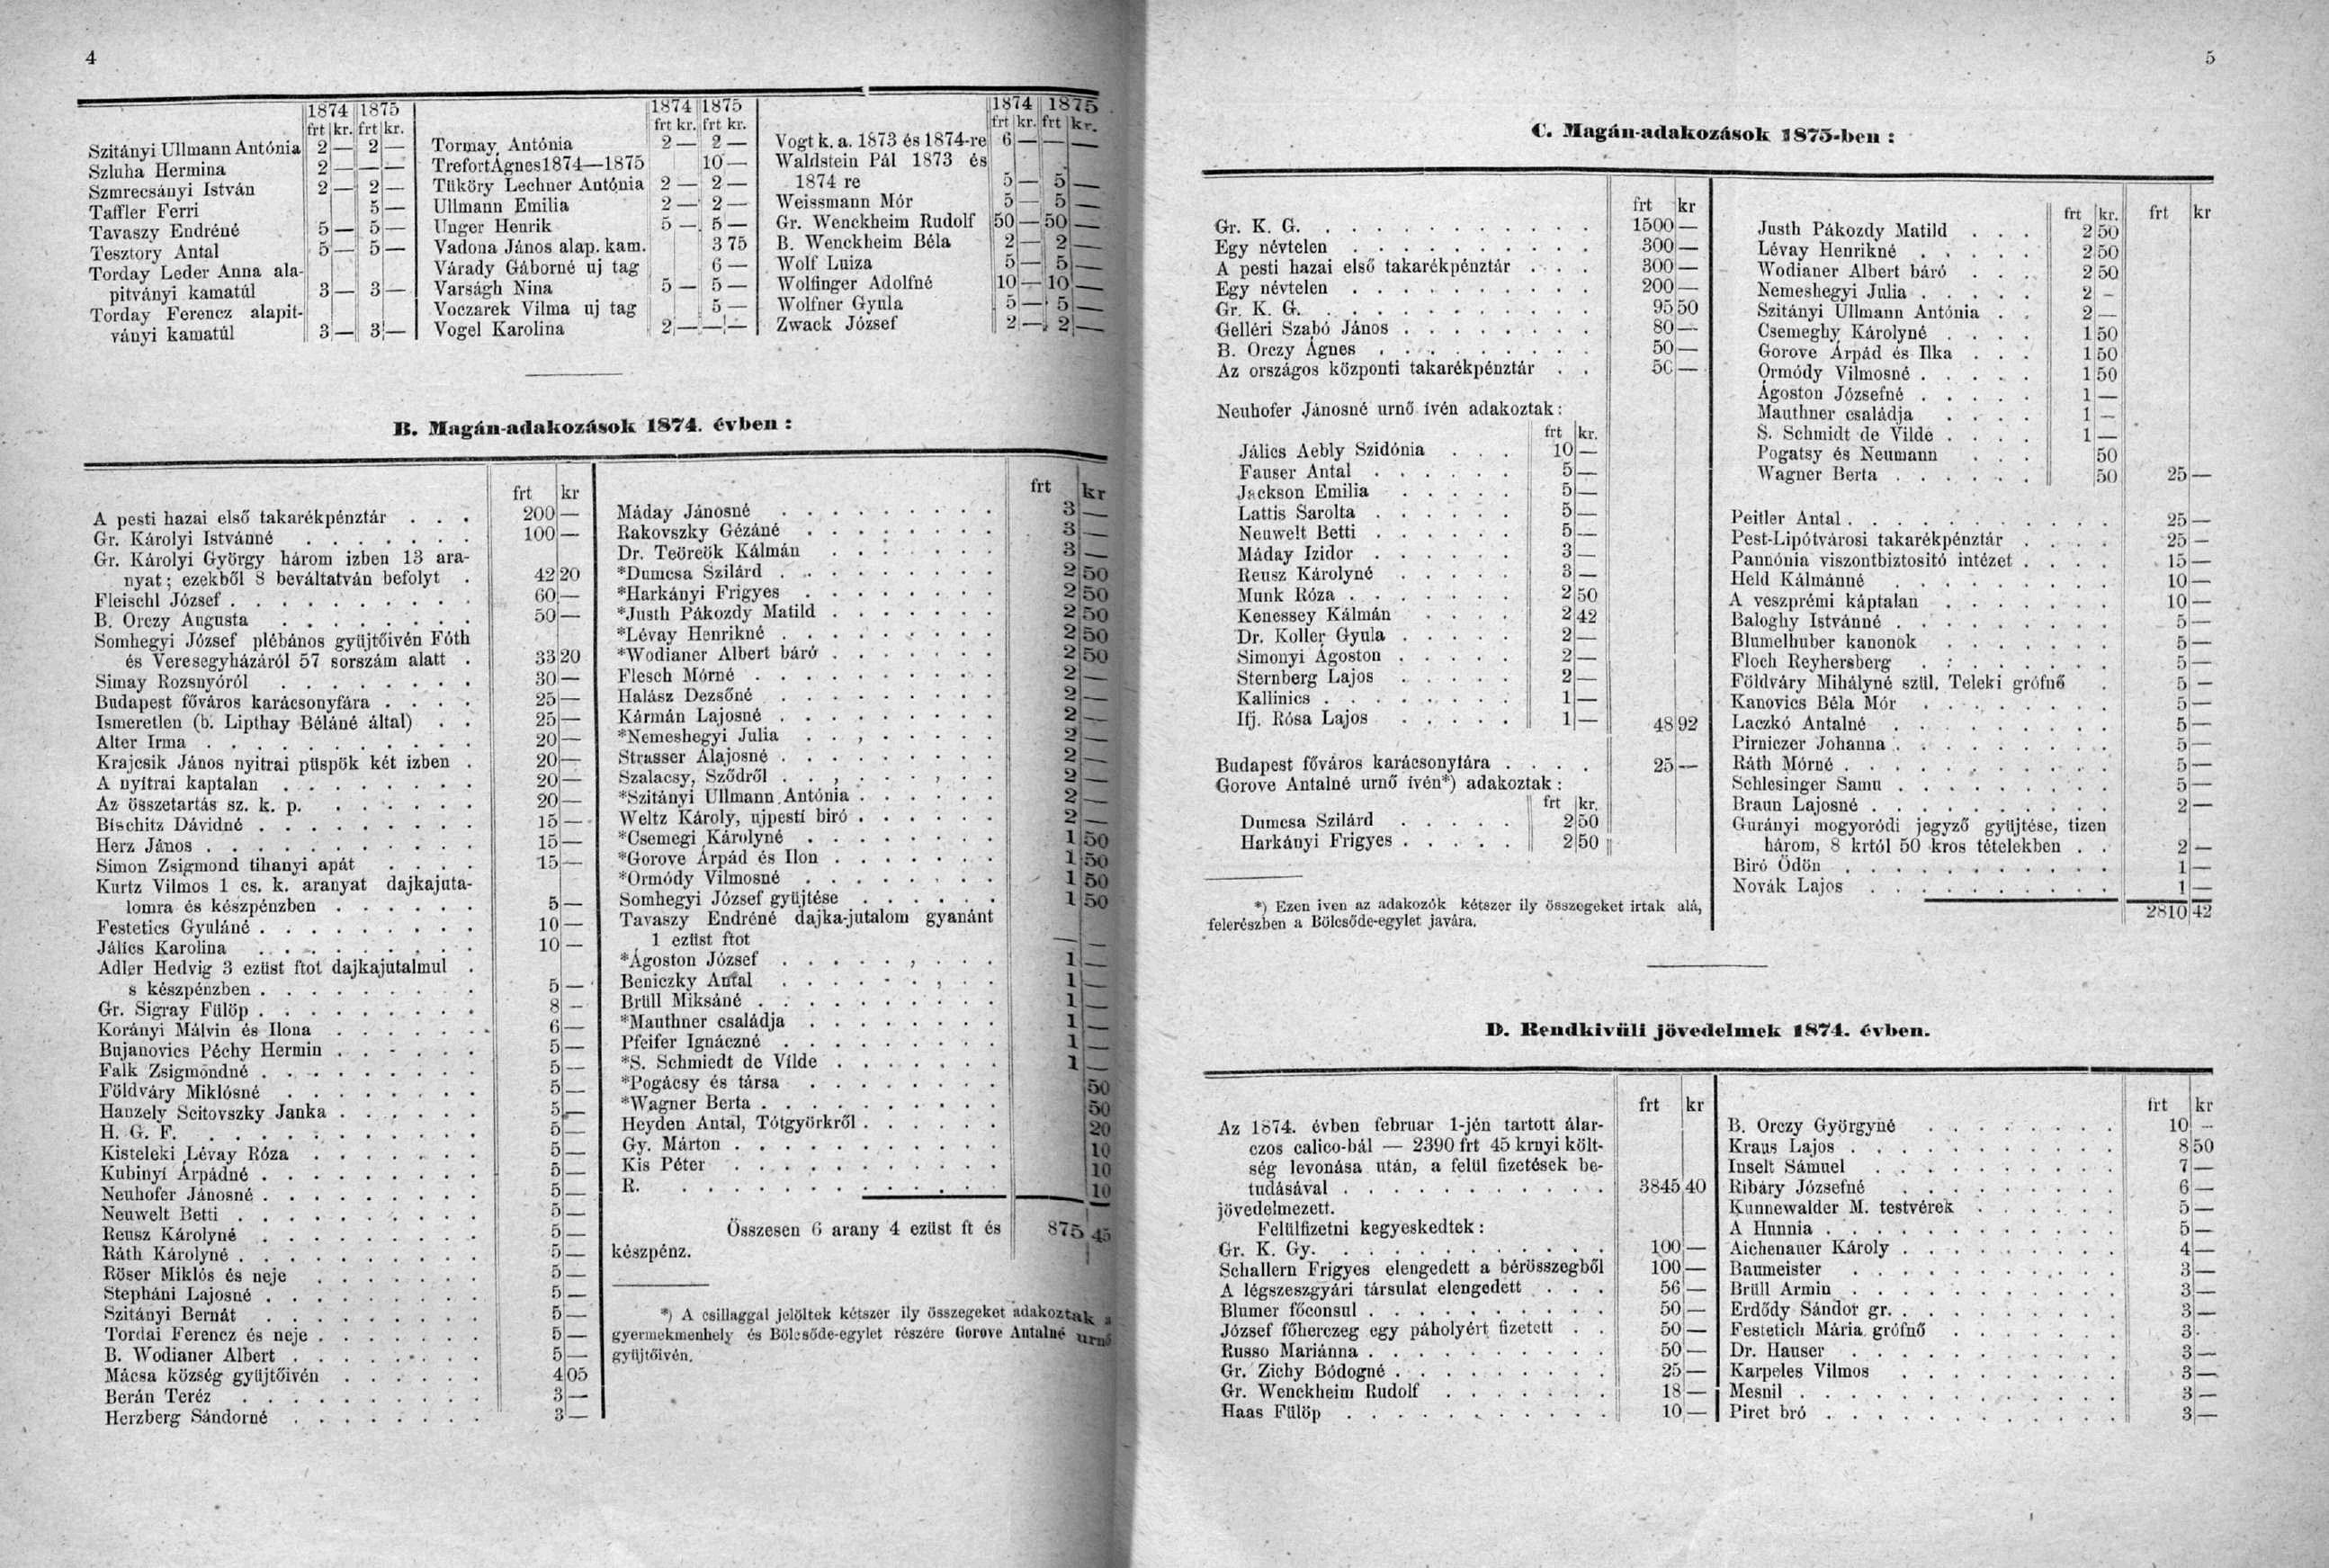 4
1874 1875
frt kr. frt kr.
Szitányi Ullmann Antónia 2 — 2 —
Szluha Hermina 2 — — —
Szmrecsányi István 2 — 2 —
Taffler Ferri 5 —
Tavaszy Endréné 5 — 5 —
Tesztory Antal 5 — 5 —
Torday Leder Anna ala-
pitványi kamatúl 3 — 3 —
Torday Ferencz alapit-
ványi kamatúl 3 — 3 —
1874 1875
frt kr. frt kr.
Tormay Antónia 2 — 2 —
Trefort Ágnes 1874—1875 10 —
Tüköry Lechner Antónia 2 — 2 —
Ullmann Emilia 2 — 2 —
Unger Henrik 5 — 5 —
Vadona János alap. kam. 3 75
Várady Gáborné uj tag 6 —
Varságh Nina 5 — 5 —
Voczarek Vilma uj tag 5 —
Vogel Karolina 2 — — —
1874 1875
frt kr. frt kr.
Vogt k. a. 1873 és 1874-re 6 — — —
Waldstein Pál 1873 és
1874 re 5 — 5 —
Weissmann Mór 5 — 5 —
Gr. Wenckheim Rudolf 50 — 50 —
B. Wenckheim Béla 2 — 2 —
Wolf Luiza 5 — 5 —
Wolfinger Adolfné 10 — 10 —
Wolfner Gyula 5 — 5 —
Zwack József 2 — 2 —
B. Magán-adakozások 1874. évben :
frt kr
A pesti hazai első takarékpénztár . . . 200 —
Gr. Károlyi Istvánné . . . 100 —
Gr. Károlyi György három izben 13 ara-
nyat; ezekből 8 beváltatván befolyt . 42 20
Fleischl József . . . 60 —
B. Orczy Augusta . . . 50 —
Somhegyi József plébános gyüjtőivén Fóth
és Veresegyházáról 57 sorszám alatt . 33 20
Simay Rozsnyóról . . . 30 —
Budapest főváros karácsonyfára . . . 25 —
Ismeretlen (b. Lipthay Béláné által) . . 25 —
Alter Irma . . . 20 —
Krajcsik János nyitrai püspök két izben . 20 —
A nyitrai kaptalan . . . 20 —
Az összetartás sz. k. p. . . . 20 —
Bischitz Dávidné . . . 15 —
Herz János . . . 15 —
Simon Zsigmond tihanyi apát . . . 15 —
Kurtz Vilmos 1 cs. k. aranyat dajkajuta-
lomra és készpénzben . . . 5 —
Festetics Gyuláné . . . 10 —
Jálics Karolina . . . 10 —
Adler Hedvig 3 ezüst ftot dajkajutalmul .
s készpénzben . . . 5 —
Gr. Sigray Fülöp . . . 8 —
Korányi Málvin és Ilona . . . 6 —
Bujanovics Péchy Hermin . . . 5 —
Falk Zsigmondné . . . 5 —
Földváry Miklósné . . . 5 —
Hanzely Scitovszky Janka . . . 5 —
H. G. F. . . . 5 —
Kisteleki Lévay Róza . . . 5 —
Kubinyi Árpádné . . . 5 —
Neuhofer Jánosné . . . 5 —
Neuwelt Betti . . . 5 —
Reusz Károlyné . . . 5 —
Ráth Károlyné . . . 5 —
Röser Miklós és neje . . . 5 —
Stepháni Lajosné . . . 5 —
Szitányi Bernát . . . 5 —
Tordai Ferencz és neje . . . 5 —
B. Wodianer Albert . . . 5 —
Mácsa község gyüjtőivén . . . 4 05
Berán Teréz . . . 3 —
Herzberg Sándorné . . . 3 —
frt kr
Máday Jánosné . . . 3 —
Rakovszky Gézáné . . . 3 —
Dr. Teöreök Kálmán . . . 3 —
*Dumcsa Szilárd . . . 2 50
*Harkányi Frigyes . . . 2 50
*Justh Pákozdy Matild . . . 2 50
*Lévay Henrikné . . . 2 50
*Wodianer Albert báró . . . 2 50
Flesch Mórné . . . 2 —
Halász Dezsőné . . . 2 —
Kármán Lajosné . . . 2 —
*Nemeshegyi Julia . . . 2 —
Strasser Alajosné . . . 2 —
Szalacsy, Sződről . . . 2 —
*Szitányi Ullmann Antónia . . . 2 —
Weltz Károly, ujpesti biró . . . 2 —
*Csemegi Károlyné . . . 1 50
*Gorove Árpád és Ilon . . . 1 50
*Ormódy Vilmosné . . . 1 50
Somhegyi József gyüjtése . . . 1 50
Tavaszy Endréné dajka-jutalom gyanánt
1 ezüst ftot — —
*Ágoston József . . . 1 —
Beniczky Antal . . . 1 —
Brüll Miksáné . . . 1 —
*Mauthner családja . . . 1 —
Pfeifer Ignáczné . . . 1 —
*S. Schmiedt de Vilde . . . 1 —
*Pogácsy és társa . . . 50
*Wagner Berta . . . 50
Heyden Antal, Tótgyörkről . . . 20
Gy. Márton . . . 10
Kis Péter . . . 10
R. . . . 10
Összesen 6 arany 4 ezüst ft és 875 45
készpénz.
*) A csillaggal jelöltek kétszer ily összegeket adakoztak a
gyermekmenhely és Bölcsőde-egylet részére Gorove Antalné urnő
gyüjtőivén.
5
C. Magán-adakozások 1875-ben :
frt kr
Gr. K. G. . . . 1500 —
Egy névtelen . . . 300 —
A pesti hazai első takarékpénztár . . . 300 —
Egy névtelen . . . 200 —
Gr. K. G. . . . 95 50
Gelléri Szabó János . . . 80 —
B. Orczy Ágnes . . . 50 —
Az országos központi takarékpénztár . . 50 —
Neuhofer Jánosné urnő ívén adakoztak :
frt kr.
Jálics Aebly Szidónia . . . 10 —
Fauser Antal . . . 5 —
Jackson Emilia . . . 5 —
Lattis Sarolta . . . 5 —
Neuwelt Betti . . . 5 —
Máday Izidor . . . 3 —
Reusz Károlyné . . . 3 —
Munk Róza . . . 2 50
Kenessey Kálmán . . . 2 42
Dr. Koller Gyula . . . 2 —
Simonyi Ágoston . . . 2 —
Sternberg Lajos . . . 2 —
Kallinics . . . 1 —
Ifj. Rósa Lajos . . . 1 — 48 92
Budapest főváros karácsonyfára . . . 25 —
Gorove Antalné urnő ívén*) adakoztak :
frt kr.
Dumcsa Szilárd . . . 2 50
Harkányi Frigyes . . . 2 50
*) Ezen iven az adakozók kétszer ily összegeket irtak alá,
felerészben a Bölcsőde-egylet javára.
frt kr. frt kr
Justh Pákozdy Matild . . . 2 50
Lévay Henrikné . . . 2 50
Wodianer Albert báró . . . 2 50
Nemeshegyi Julia . . . 2 —
Szitányi Ullmann Antónia . . 2 —
Csemeghy Károlyné . . . 1 50
Gorove Árpád és Ilka . . . 1 50
Ormódy Vilmosné . . . 1 50
Ágoston Józsefné . . . 1 —
Mauthner családja . . . 1 —
S. Schmidt de Vilde . . . 1 —
Pogatsy és Neumann . . . 50
Wagner Berta . . . 50 25 —
Peitler Antal . . . 25 —
Pest-Lipótvárosi takarékpénztár . . . 25 —
Pannónia viszontbiztositó intézet . . . 15 —
Held Kálmánné . . . 10 —
A veszprémi káptalan . . . 10 —
Baloghy Istvánné . . . 5 —
Blumelhuber kanonok . . . 5 —
Floch Reyhersberg . . . 5 —
Földváry Mihályné szül. Teleki grófnő . 5 —
Kanovics Béla Mór . . . 5 —
Laczkó Antalné . . . 5 —
Pirniczer Johanna . . . 5 —
Ráth Mórné . . . 5 —
Schlesinger Samu . . . 5 —
Braun Lajosné . . . 2 —
Gurányi mogyoródi jegyző gyüjtése, tizen
három, 8 krtól 50 kros tételekben . . 2 —
Biró Ödön . . . 1 —
Novák Lajos . . . 1 —
2810 42
D. Rendkivüli jövedelmek 1874. évben.
frt kr
Az 1874. évben februar 1-jén tartott álar-
czos calico-bál — 2390 frt 45 krnyi költ-
ség levonása után, a felül fizetések be-
tudásával . . . 3845 40
jövedelmezett.
Felülfizetni kegyeskedtek :
Gr. K. Gy. . . . 100 —
Schallern Frigyes elengedett a bérösszegből 100 —
A légszeszgyári társulat elengedett . . . 56 —
Blumer főconsul . . . 50 —
József főherczeg egy páholyért fizetett . . 50 —
Russo Mariánna . . . 50 —
Gr. Zichy Bódogné . . . 25 —
Gr. Wenckheim Rudolf . . . 18 —
Haas Fülöp . . . 10 —
frt kr
B. Orczy Györgyné . . . 10 —
Kraus Lajos . . . 8 50
Inselt Sámuel . . . 7 —
Ribáry Józsefné . . . 6 —
Kunnewalder M. testvérek . . . 5 —
A Hunnia . . . 5 —
Aichenauer Károly . . . 4 —
Baumeister . . . 3 —
Brüll Armin . . . 3 —
Erdődy Sándor gr. . . . 3 —
Festetich Mária grófnő . . . 3 ·
Dr. Hauser . . . 3 —
Karpeles Vilmos . . . 3 —
Mesnil . . . 3 —
Piret bró . . . 3 —